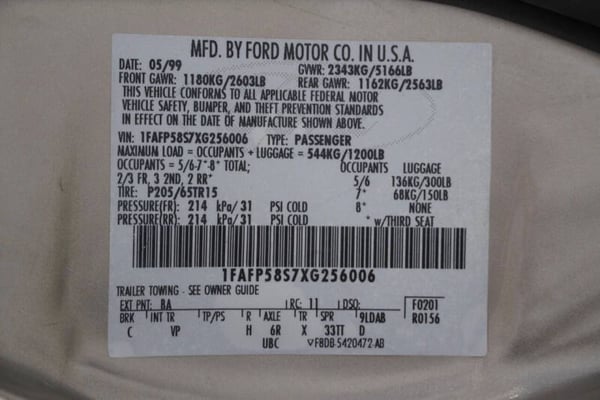 MFD. BY FORD MOTOR CO. IN U.S.A.
DATE 05/99 GVWR: 2343KG/5166LB
FRONT GAWR: 1180KG/2603LB REAR GAWR: 1162KG/2563LB
THIS VEHICLE CONFORMS TO ALL APPLICABLE FEDERAL MOTOR
VEHICLE SAFETY, BUMPER, AND THEFT PREVENTION STANDARDS
IN EFFECT ON THE DATE OF MANUFACTURE SHOWN ABOVE.
VIN: 1FAFP58S7XG256006 TYPE: PASSENGER
MAXIMUM LOAD = OCCUPANTS + LUGGAGE = 544KG/1200LB
OCCUPANTS = 5/6-7*-8* TOTAL; OCCUPANTS LUGGAGE
2/3 FR, 3 2ND, 2 RR* 5/6 136KG/300LB
TIRE: P205/65TR15 7* 68KG/150LB
PRESSURE(FR): 214 kPa/ 31 PSI COLD 8* NONE
PRESSURE(RR): 214 kPa/ 31 PSI COLD * w/THIRD SEAT
1FAFP58S7XG256006
TRAILER TOWING - SEE OWNER GUIDE
EXT PNT: BA RC: 11 DSO: F0201
BRK INT TR TP/PS R AXLE TR SPR 9LDAB R0156
C VP H 6R X 33TT D
UBC VF8DB-5420472-AB